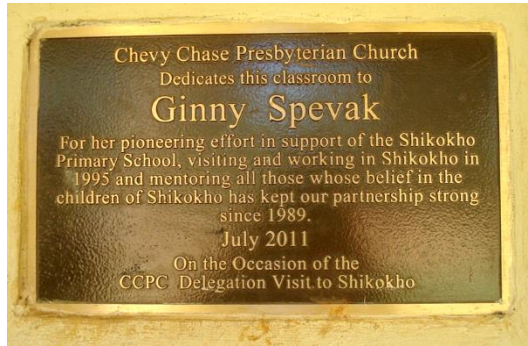 Chevy Chase Presbyterian Church
Dedicates this classroom to
Ginny Spevak
For her pioneering effort in support of the Shikokho
Primary School, visiting and working in Shikokho in
1995 and mentoring all those whose belief in the
children of Shikokho has kept our partnership strong
since 1989.
July 2011
On the Occasion of the
CCPC Delegation Visit to Shikokho